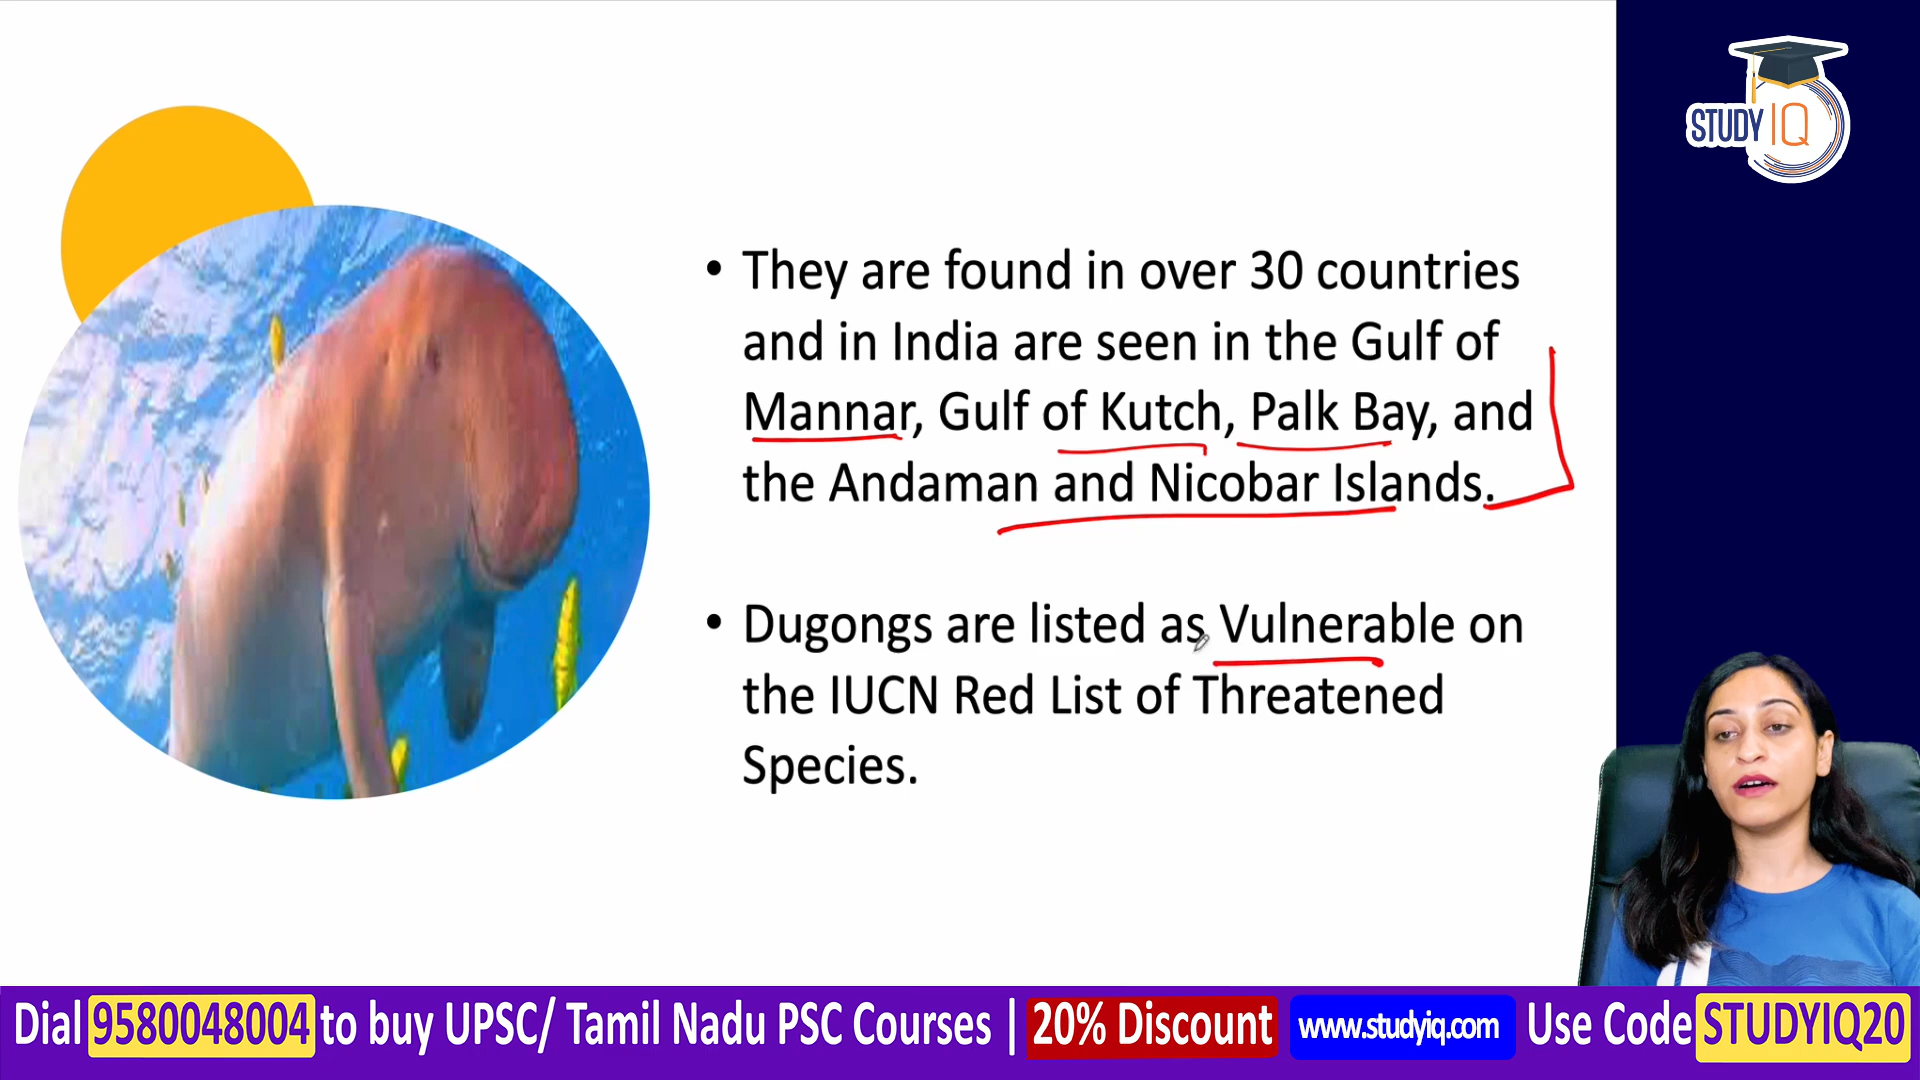 STUDY IQ
• They are found in over 30 countries
and in India are seen in the Gulf of
Mannar, Gulf of Kutch, Palk Bay, and
the Andaman and Nicobar Islands.
• Dugongs are listed as Vulnerable on
the IUCN Red List of Threatened
Species.
Dial 9580048004 to buy UPSC/ Tamil Nadu PSC Courses | 20% Discount www.studyiq.com Use Code STUDYIQ20